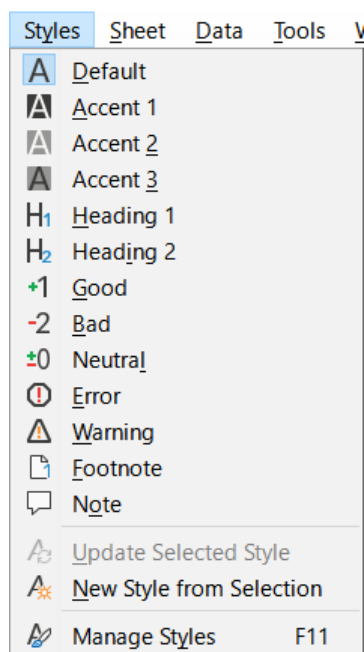 Styles Sheet Data Tools
Default
Accent 1
Accent 2
Accent 3
Heading 1
Heading 2
Good
Bad
Neutral
Error
Warning
Footnote
Note
Update Selected Style
New Style from Selection
Manage Styles F11